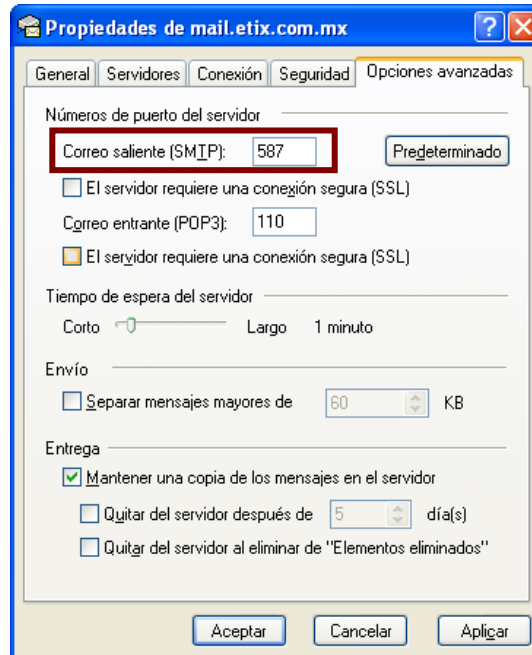 Propiedades de mail.etix.com.mx
General Servidores Conexión Seguridad Opciones avanzadas
Números de puerto del servidor
Correo saliente (SMTP): 587 Predeterminado
El servidor requiere una conexión segura (SSL)
Correo entrante (POP3): 110
El servidor requiere una conexión segura (SSL)
Tiempo de espera del servidor
Corto Largo 1 minuto
Envío
Separar mensajes mayores de 60 KB
Entrega
Mantener una copia de los mensajes en el servidor
Quitar del servidor después de 5 día(s)
Quitar del servidor al eliminar de "Elementos eliminados"
Aceptar Cancelar Aplicar